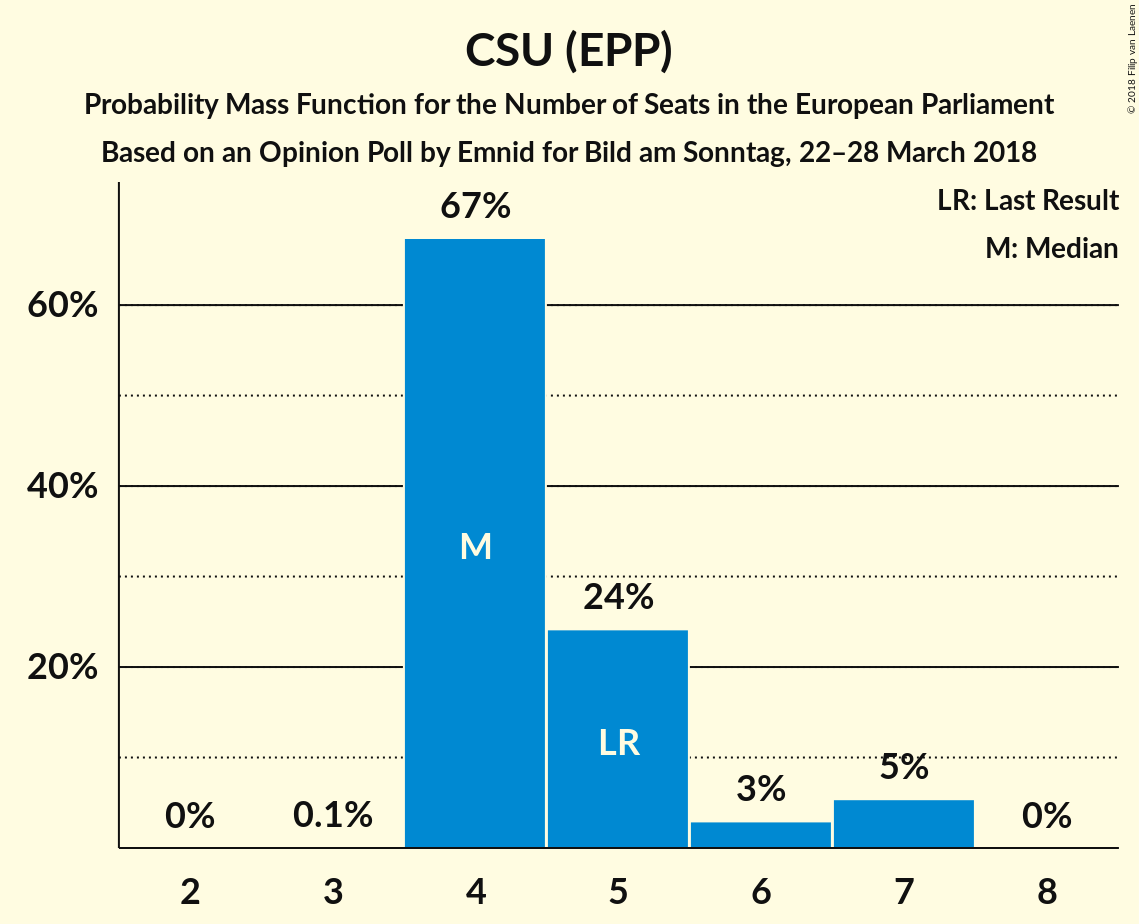 CSU (EPP)
Probability Mass Function for the Number of Seats in the European Parliament
Based on an Opinion Poll by Emnid for Bild am Sonntag, 22–28 March 2018
© 2018 Filip van Laenen
LR: Last Result
M: Median
67%
60%
40%
M
24%
20%
LR
5%
3%
0%
0.1%
0%
2 3 4 5 6 7 8